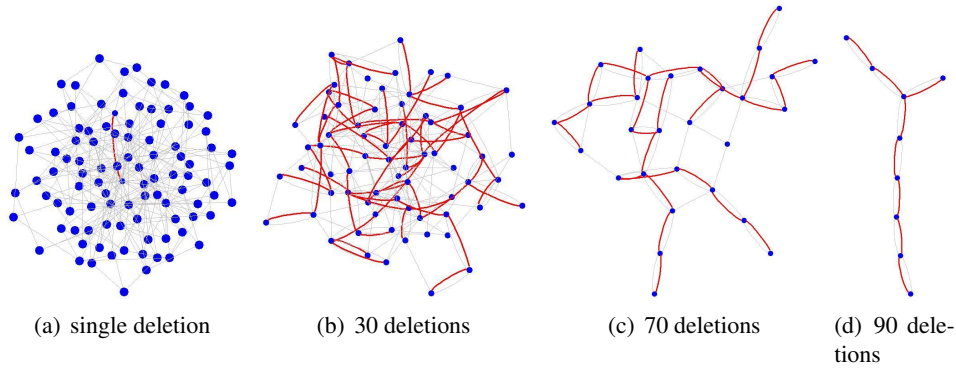 (a) single deletion
(b) 30 deletions
(c) 70 deletions
(d) 90 dele-
tions